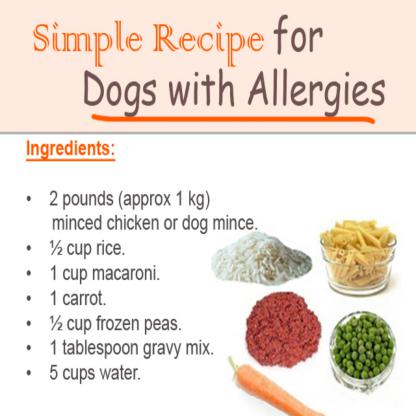 Simple Recipe for
Dogs with Allergies
Ingredients:
• 2 pounds (approx 1 kg)
minced chicken or dog mince.
• ½ cup rice.
• 1 cup macaroni.
• 1 carrot.
• ½ cup frozen peas.
• 1 tablespoon gravy mix.
• 5 cups water.